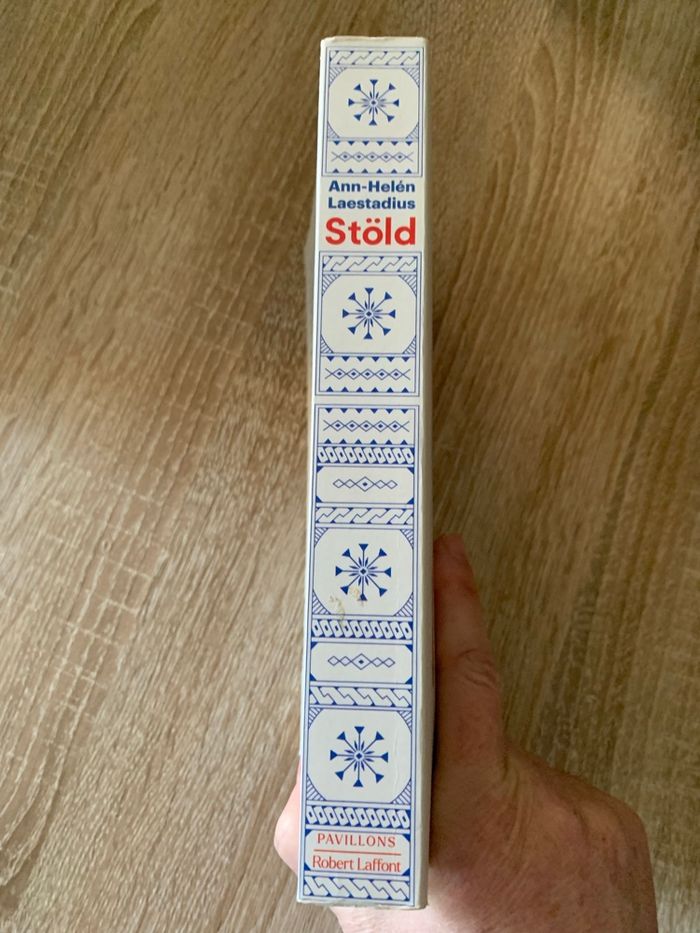 Ann-Helén
Laestadius
Stöld
PAVILLONS
Robert Laffont